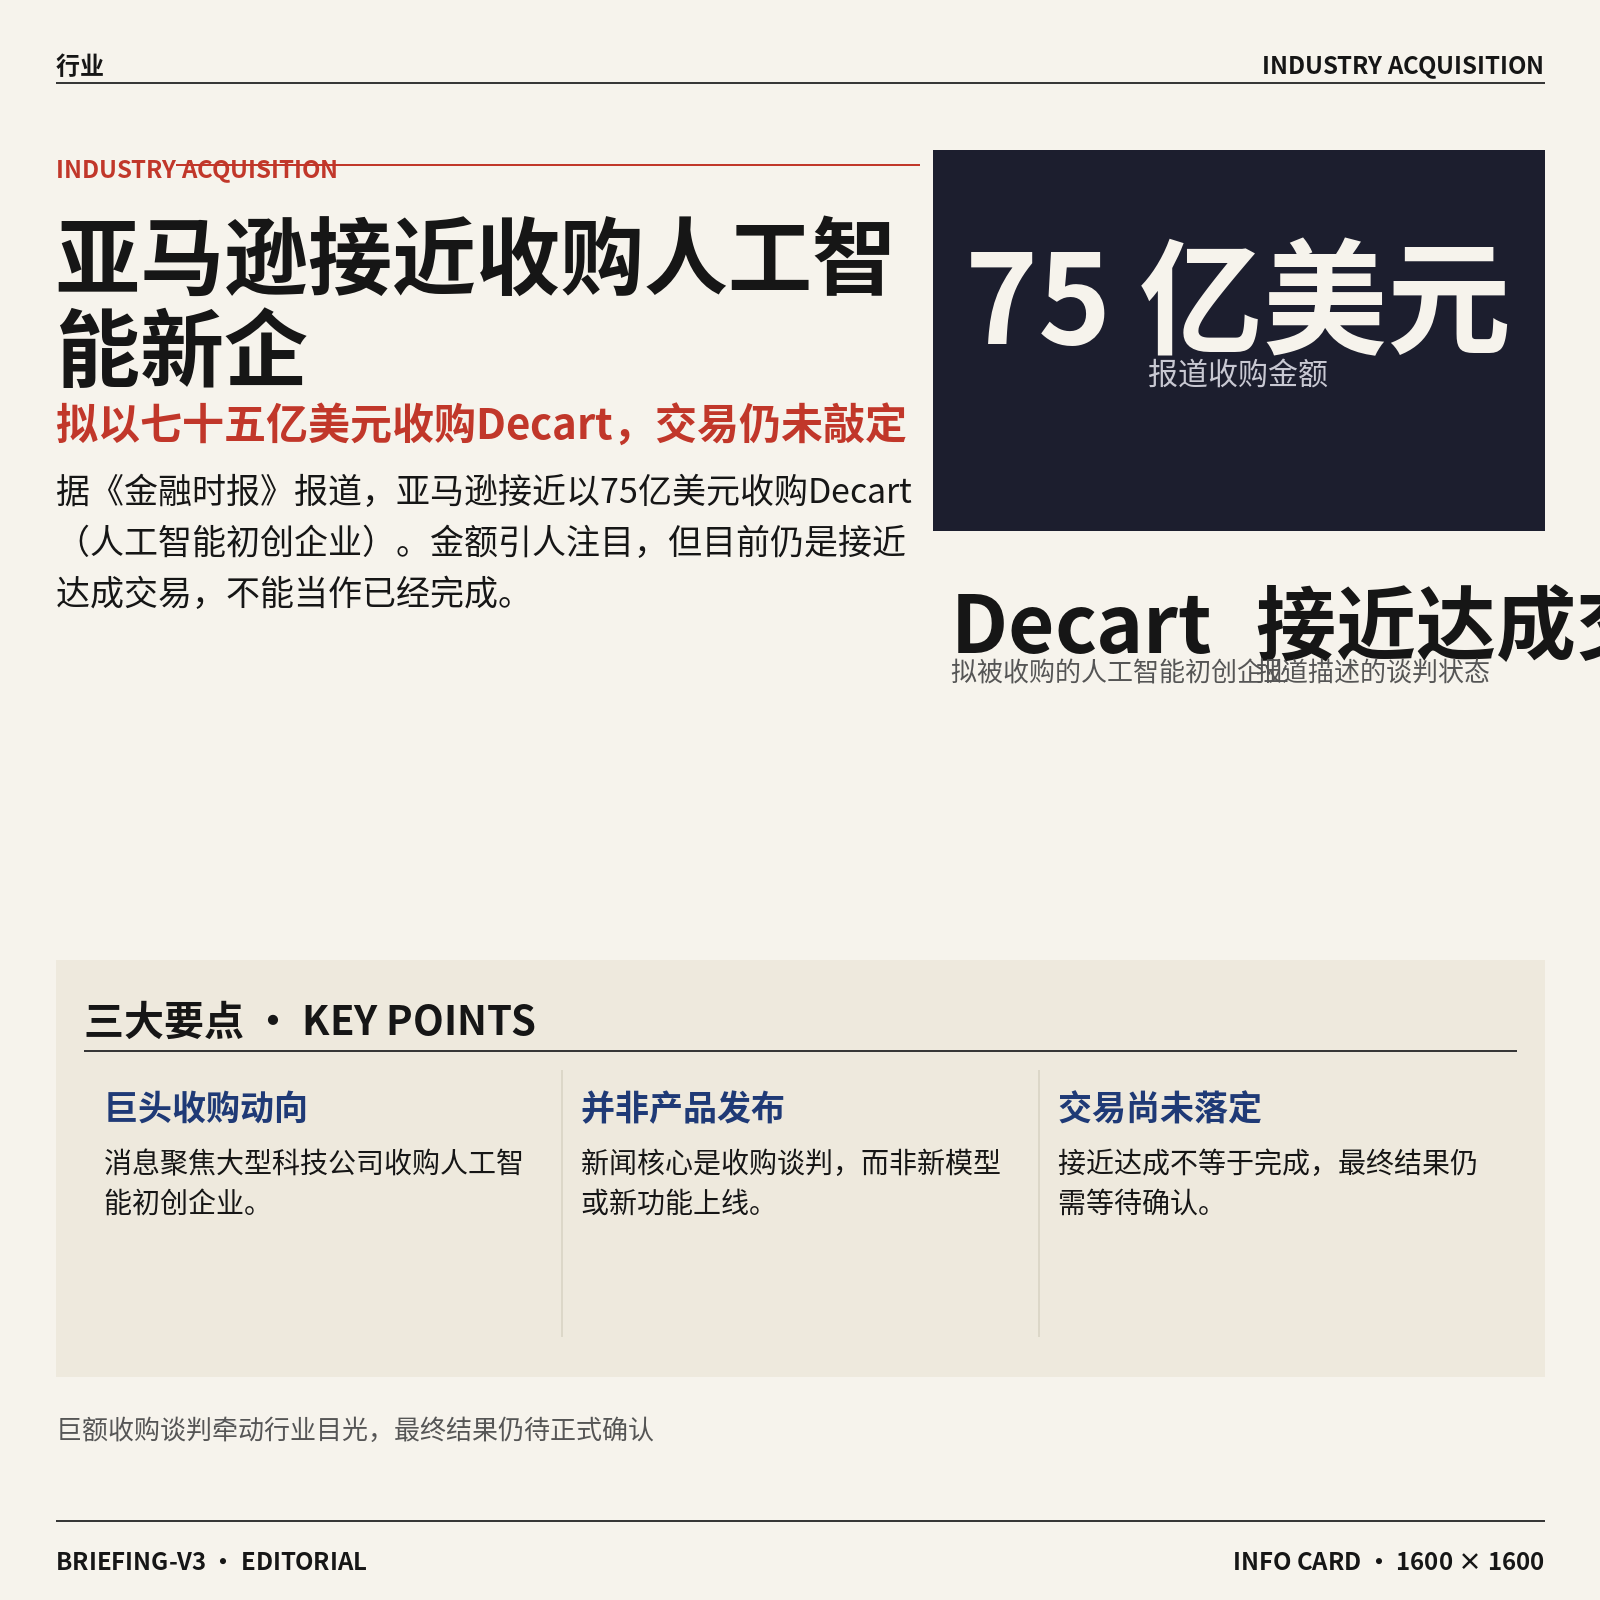 行业
INDUSTRY ACQUISITION
INDUSTRY ACQUISITION
亚马逊接近收购人工智
能新企
拟以七十五亿美元收购Decart，交易仍未敲定
据《金融时报》报道，亚马逊接近以75亿美元收购Decart
（人工智能初创企业）。金额引人注目，但目前仍是接近
达成交易，不能当作已经完成。
75 亿美元
报道收购金额
Decart
拟被收购的人工智能初创企业
接近达成交
报道描述的谈判状态
三大要点 · KEY POINTS
巨头收购动向
消息聚焦大型科技公司收购人工智
能初创企业。
并非产品发布
新闻核心是收购谈判，而非新模型
或新功能上线。
交易尚未落定
接近达成不等于完成，最终结果仍
需等待确认。
巨额收购谈判牵动行业目光，最终结果仍待正式确认
BRIEFING-V3 · EDITORIAL
INFO CARD · 1600 × 1600